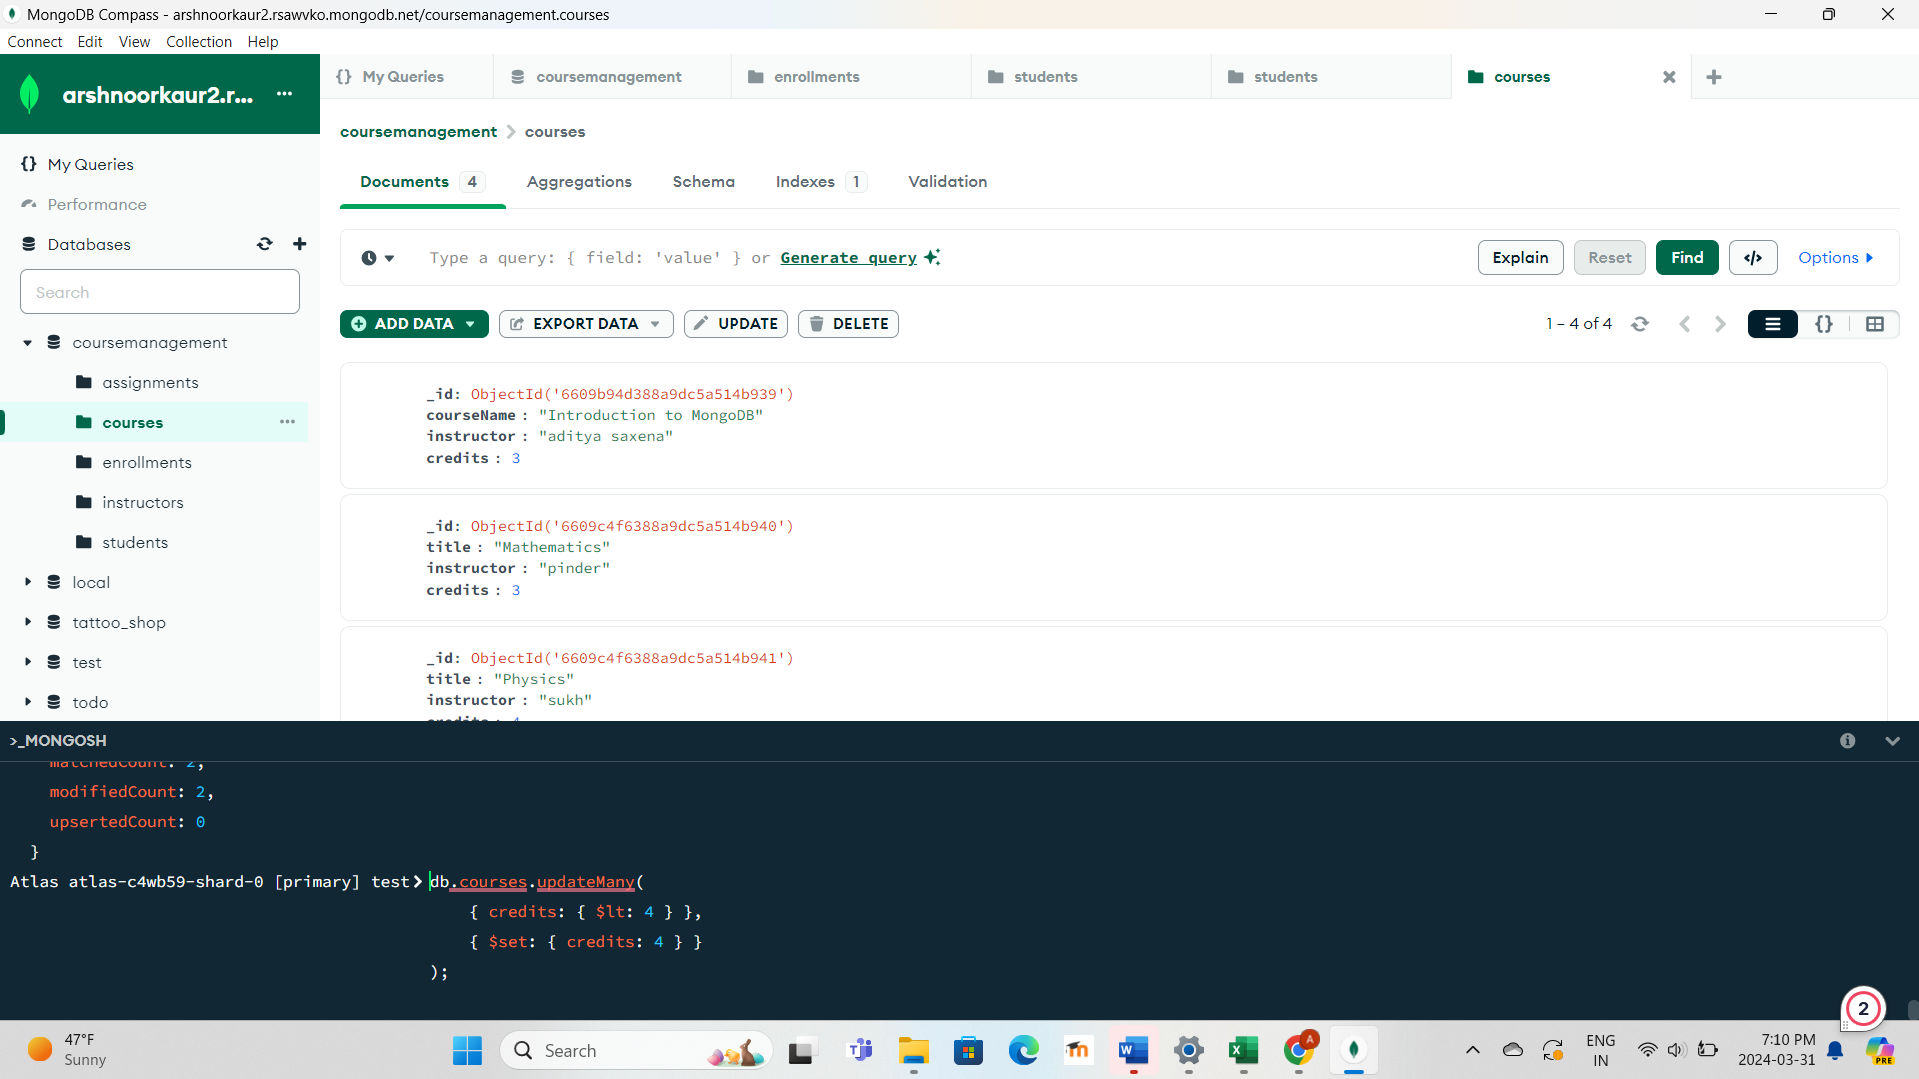 MongoDB Compass - arshnoorkaur2.rsawvko.mongodb.net/coursemanagement.courses
Connect Edit View Collection Help
arshnoorkaur2.r... ...
{} My Queries
coursemanagement
enrollments
students
students
courses
coursemanagement > courses
My Queries
Performance
Databases
Search
coursemanagement
assignments
courses
enrollments
instructors
students
local
tattoo_shop
test
todo
Documents 4 Aggregations Schema Indexes 1 Validation
Type a query: { field: 'value' } or Generate query
Explain Reset Find </> Options
ADD DATA EXPORT DATA UPDATE DELETE
1 – 4 of 4 {}
_id: ObjectId('6609b94d388a9dc5a514b939')
courseName : "Introduction to MongoDB"
instructor : "aditya saxena"
credits : 3
_id: ObjectId('6609c4f6388a9dc5a514b940')
title : "Mathematics"
instructor : "pinder"
credits : 3
_id: ObjectId('6609c4f6388a9dc5a514b941')
title : "Physics"
instructor : "sukh"
credits : 4
>_MONGOSH
matchedCount: 2,
modifiedCount: 2,
upsertedCount: 0
}
Atlas atlas-c4wb59-shard-0 [primary] test> db.courses.updateMany(
{ credits: { $lt: 4 } },
{ $set: { credits: 4 } }
);
2
47°F
Sunny
Search
A
ENG
IN
7:10 PM
2024-03-31
PRE